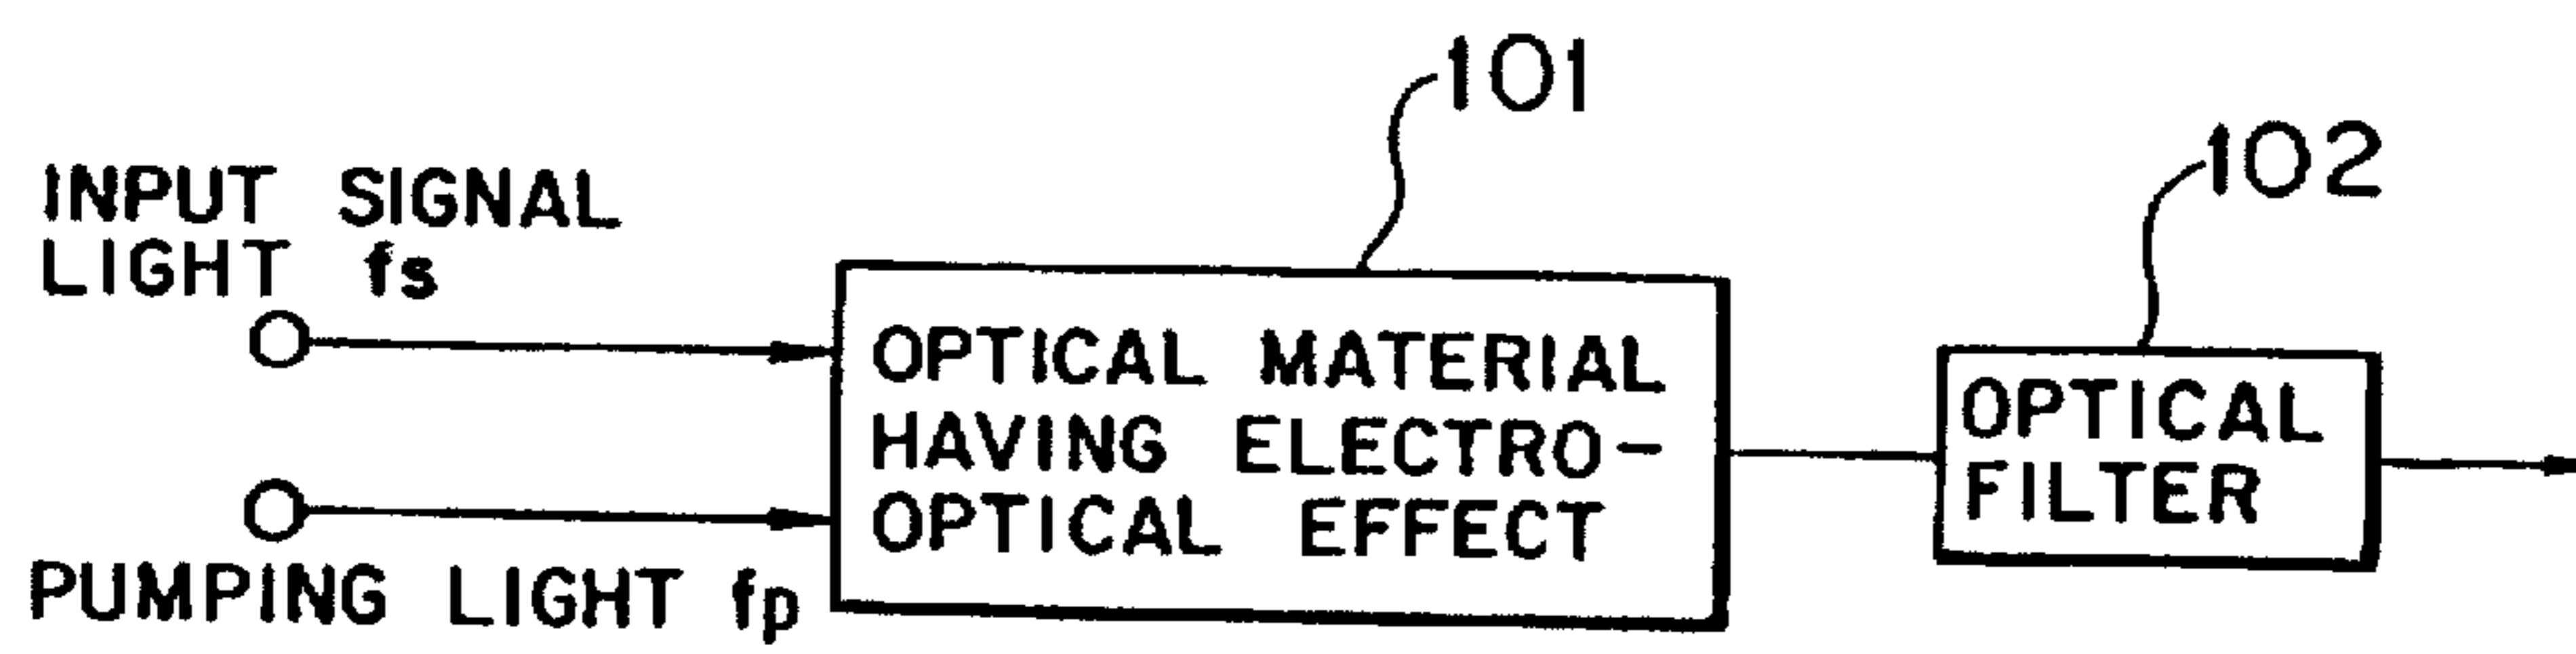 101
102
INPUT SIGNAL
LIGHT fs
OPTICAL MATERIAL
HAVING ELECTRO-
OPTICAL EFFECT
OPTICAL
FILTER
PUMPING LIGHT fp